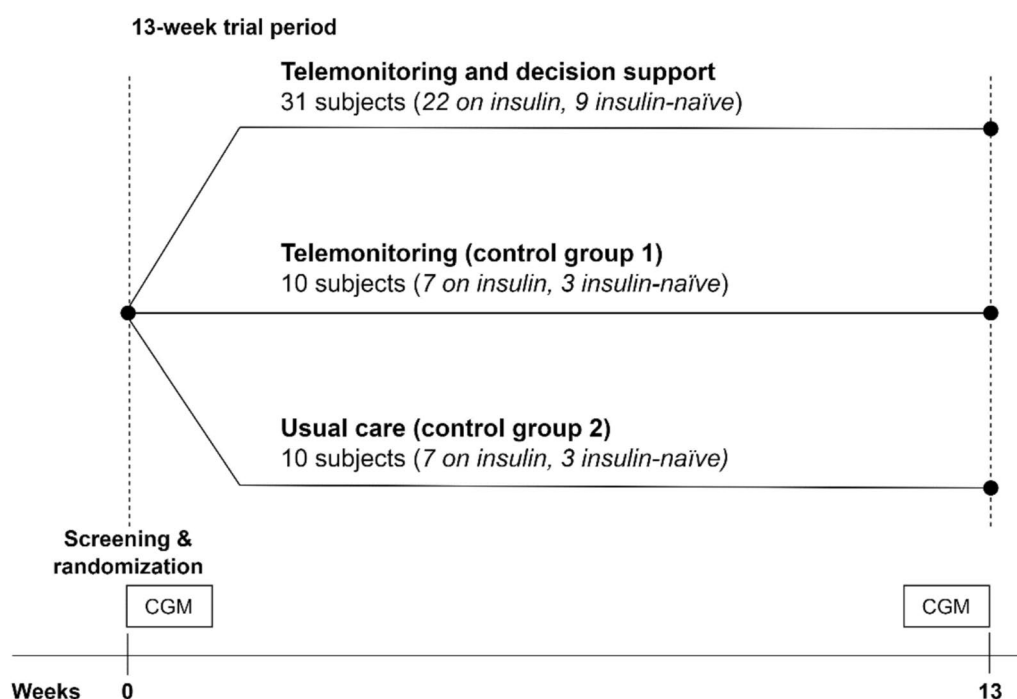 13-week trial period
Telemonitoring and decision support
31 subjects (22 on insulin, 9 insulin-naïve)
Telemonitoring (control group 1)
10 subjects (7 on insulin, 3 insulin-naïve)
Usual care (control group 2)
10 subjects (7 on insulin, 3 insulin-naïve)
Screening &
randomization
CGM
CGM
Weeks 0 13